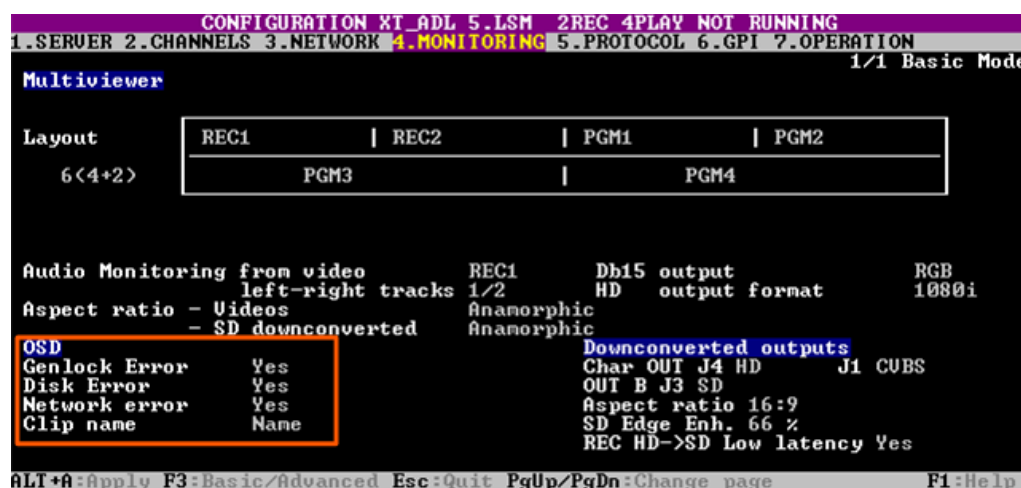 CONFIGURATION XT_ADL 5.LSM 2REC 4PLAY NOT RUNNING
1.SERVER 2.CHANNELS 3.NETWORK 4.MONITORING 5.PROTOCOL 6.GPI 7.OPERATION
1/1 Basic Mode
Multiviewer
Layout REC1 | REC2 | PGM1 | PGM2
6(4+2) PGM3 | PGM4
Audio Monitoring from video REC1 Db15 output RGB
left-right tracks 1/2 HD output format 1080i
Aspect ratio - Videos Anamorphic
- SD downconverted Anamorphic
OSD Downconverted outputs
Genlock Error Yes Char OUT J4 HD J1 CVBS
Disk Error Yes OUT B J3 SD
Network error Yes Aspect ratio 16:9
Clip name Name SD Edge Enh. 66 %
REC HD->SD Low latency Yes
ALT+A:Apply F3:Basic/Advanced Esc:Quit PgUp/PgDn:Change page F1:Help